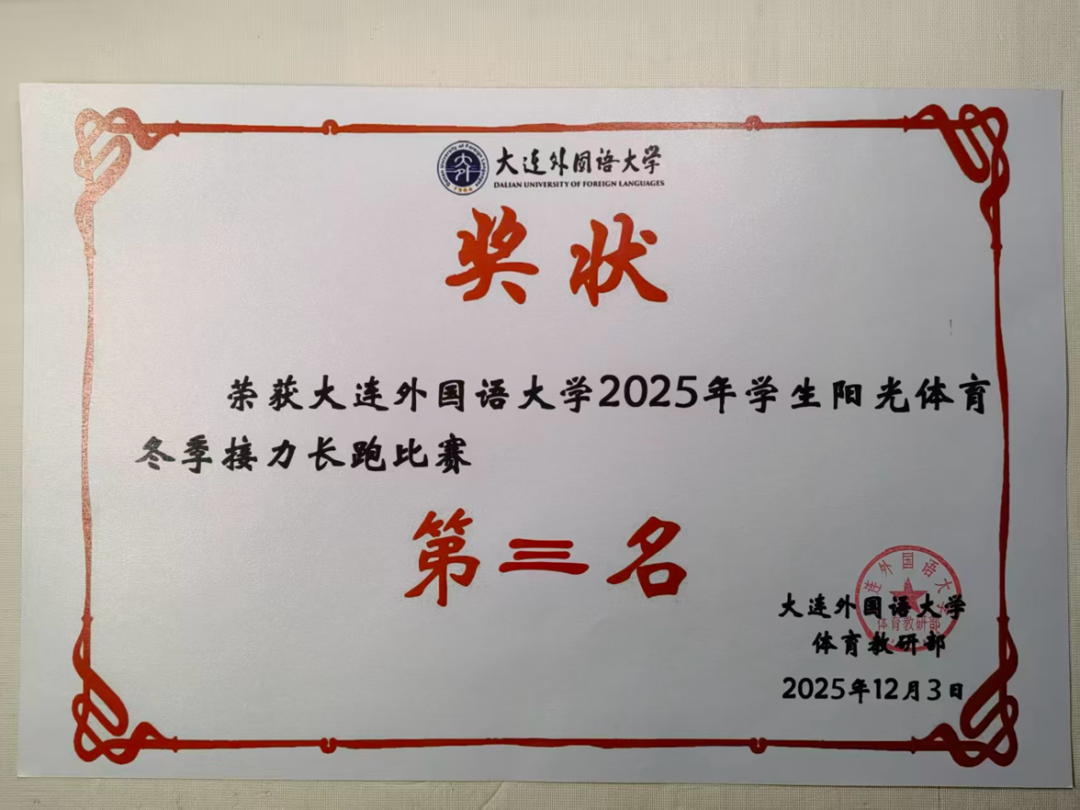 大连外国语大学
DALIAN UNIVERSITY OF FOREIGN LANGUAGES
奖状
荣获大连外国语大学2025年学生阳光体育
冬季接力长跑比赛
第三名
大连外国语大学
体育教研部
2025年12月3日